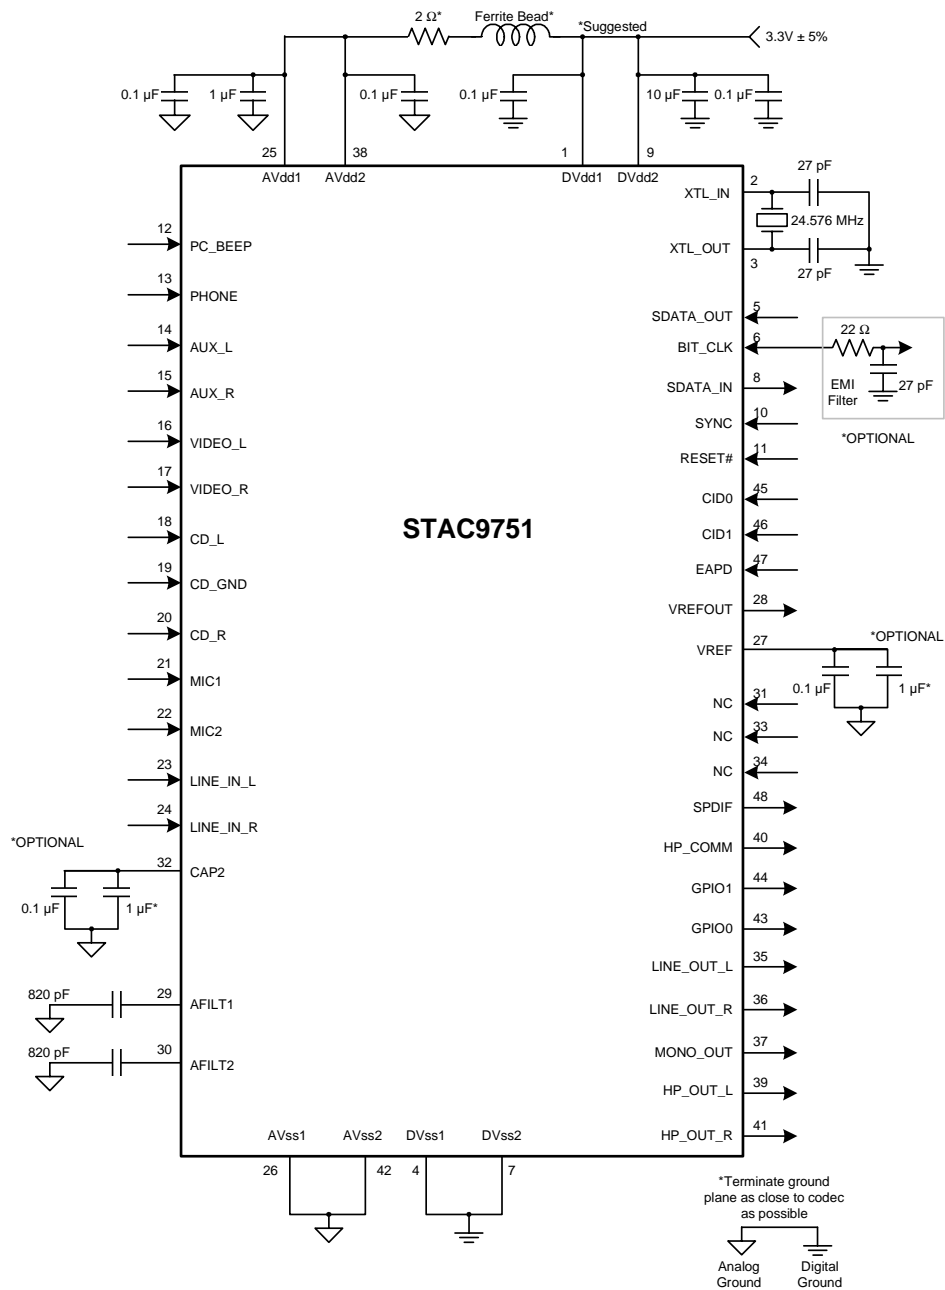 2 Ω*
Ferrite Bead*
*Suggested
3.3V ± 5%
0.1 µF
1 µF
0.1 µF
0.1 µF
10 µF
0.1 µF
25
38
1
9
AVdd1
AVdd2
DVdd1
DVdd2
27 pF
2
XTL_IN
24.576 MHz
XTL_OUT
3
27 pF
12
PC_BEEP
13
PHONE
14
AUX_L
15
AUX_R
16
VIDEO_L
17
VIDEO_R
18
CD_L
19
CD_GND
20
CD_R
21
MIC1
22
MIC2
23
LINE_IN_L
24
LINE_IN_R
*OPTIONAL
32
CAP2
0.1 µF
1 µF*
820 pF
29
AFILT1
820 pF
30
AFILT2
STAC9751
SDATA_OUT
5
BIT_CLK
6
22 Ω
EMI
Filter
27 pF
*OPTIONAL
SDATA_IN
8
SYNC
10
RESET#
11
CID0
45
CID1
46
EAPD
47
VREFOUT
28
VREF
27
*OPTIONAL
0.1 µF
1 µF*
NC
31
NC
33
NC
34
SPDIF
48
HP_COMM
40
GPIO1
44
GPIO0
43
LINE_OUT_L
35
LINE_OUT_R
36
MONO_OUT
37
HP_OUT_L
39
HP_OUT_R
41
AVss1
AVss2
DVss1
DVss2
26
42
4
7
*Terminate ground
plane as close to codec
as possible
Analog
Ground
Digital
Ground